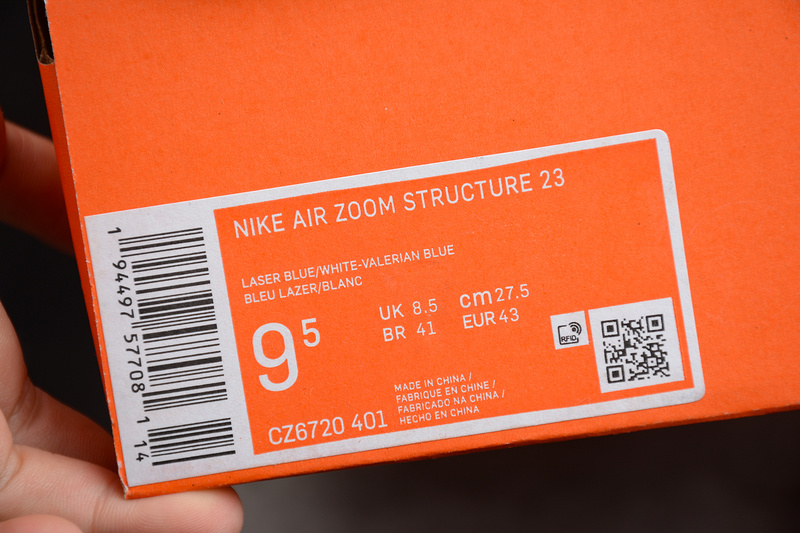 NIKE AIR ZOOM STRUCTURE 23
LASER BLUE/WHITE-VALERIAN BLUE
BLEU LAZER/BLANC
9 5
UK 8.5 cm 27.5
BR 41 EUR 43
RFID
MADE IN CHINA /
FABRIQUE EN CHINE /
FABRICADO NA CHINA /
HECHO EN CHINA
CZ6720 401
1 94497 57708 1 14